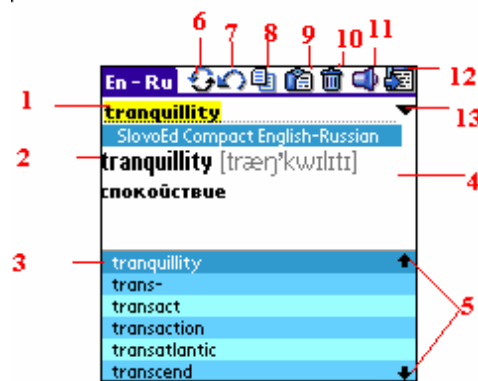 6 7 8 9 10 11
En - Ru 12
1 tranquillity 13
SlovoEd Compact English-Russian
2 tranquillity [træŋ'kwılıtı] 4
спокойствие
3 tranquillity
trans-
transact
transaction 5
transatlantic
transcend